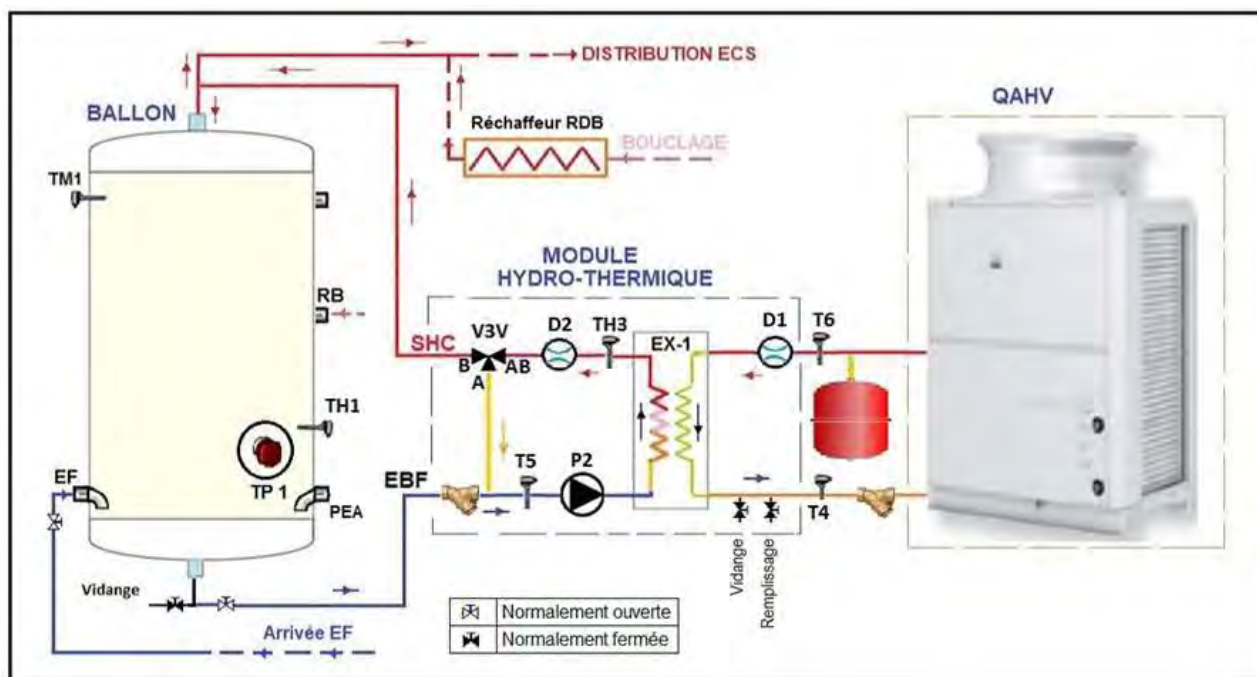 DISTRIBUTION ECS
BALLON
QAHV
Réchaffeur RDB
BOUCLAGE
TM1
MODULE
HYDRO-THERMIQUE
RB
V3V
D2
TH3
EX-1
D1
T6
SHC
B
AB
A
TH1
EF
TP 1
PEA
EBF
T5
P2
T4
Vidange
Remplissage
Vidange
Normalement ouverte
Normalement fermée
Arrivée EF